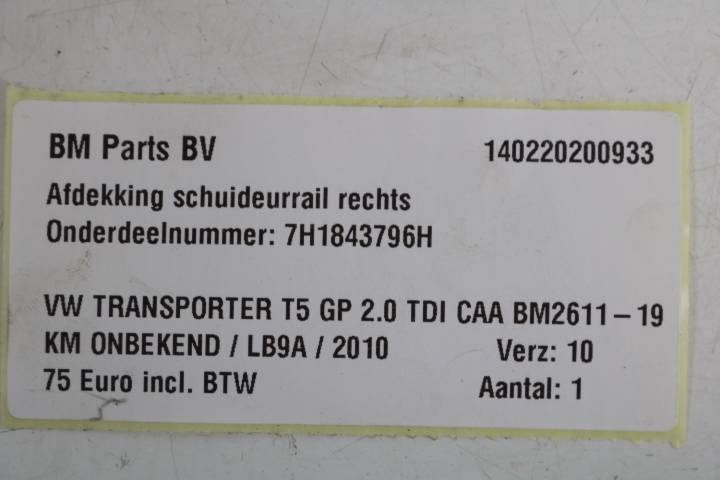 BM Parts BV 140220200933
Afdekking schuideurrail rechts
Onderdeelnummer: 7H1843796H
VW TRANSPORTER T5 GP 2.0 TDI CAA BM2611-19
KM ONBEKEND / LB9A / 2010 Verz: 10
75 Euro incl. BTW Aantal: 1